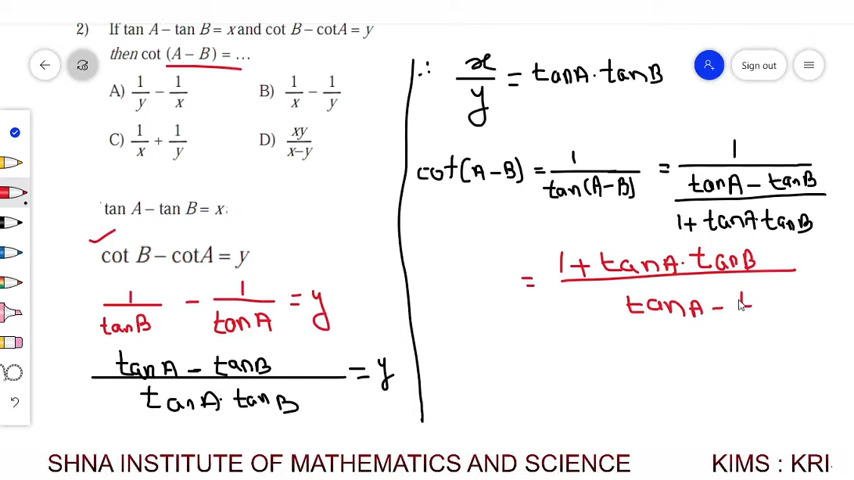 2) If tan A – tan B = x and cot B – cotA = y
then cot (A – B) = ...
A) 1/y – 1/x B) 1/x – 1/y
C) 1/x + 1/y D) xy/x–y
tan A – tan B = x
cot B – cotA = y
1/tanB – 1/tanA = y
tanA – tanB / tanA · tanB = y
∴ x/y = tanA · tanB
cot(A–B) = 1/tan(A–B) = 1/(tanA – tanB / 1 + tanA tanB)
= 1 + tanA · tanB / tanA – t
Sign out
SHNA INSTITUTE OF MATHEMATICS AND SCIENCE KIMS : KRI